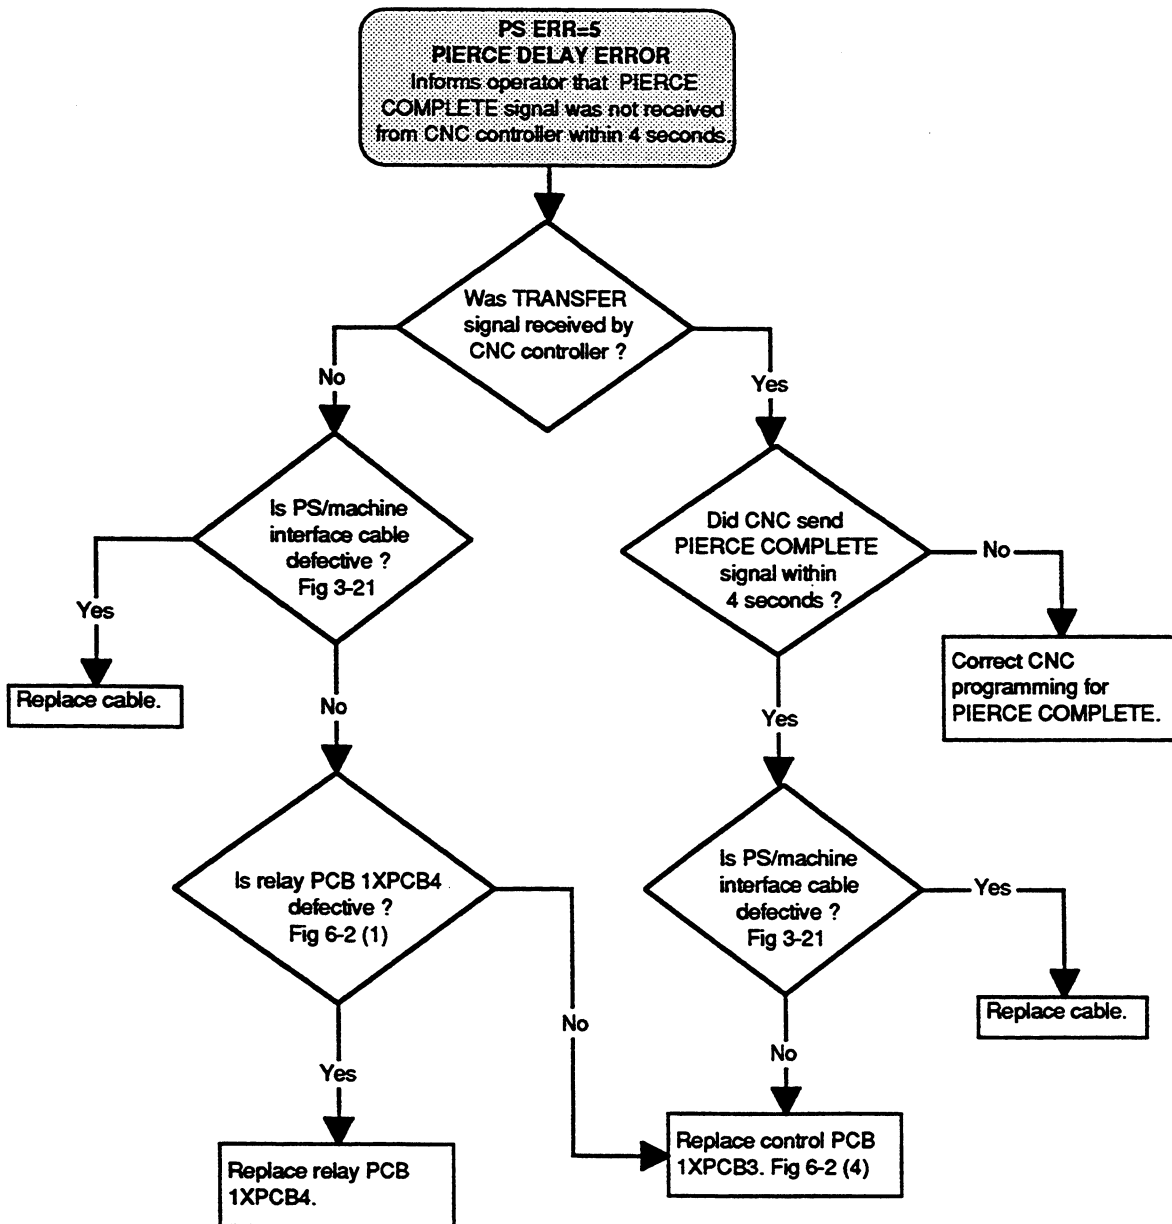 PS ERR=5
PIERCE DELAY ERROR
Informs operator that PIERCE
COMPLETE signal was not received
from CNC controller within 4 seconds.
Was TRANSFER
signal received by
CNC controller ?
No
Yes
Is PS/machine
interface cable
defective ?
Fig 3-21
Did CNC send
PIERCE COMPLETE
signal within
4 seconds ?
No
Yes
Replace cable.
No
Correct CNC
programming for
PIERCE COMPLETE.
Yes
Is relay PCB 1XPCB4
defective ?
Fig 6-2 (1)
Is PS/machine
interface cable
defective ?
Fig 3-21
Yes
Replace cable.
No
No
Yes
Replace relay PCB
1XPCB4.
Replace control PCB
1XPCB3. Fig 6-2 (4)